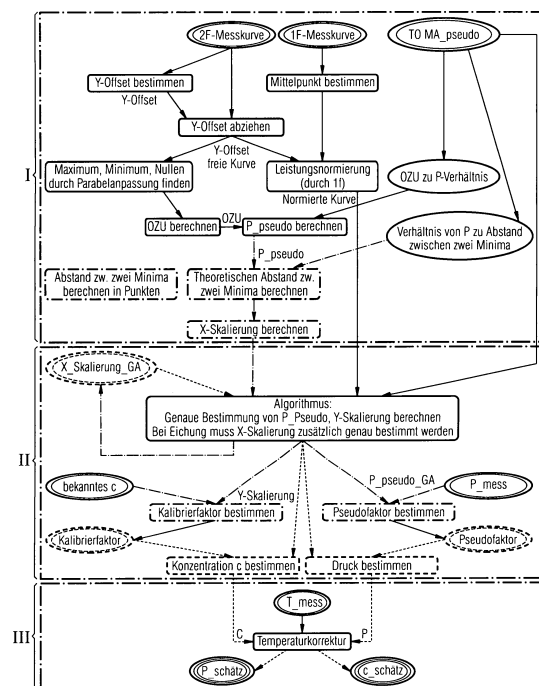 2F-Messkurve
1F-Messkurve
TO MA_pseudo
Y-Offset bestimmen
Mittelpunkt bestimmen
Y-Offset
Y-Offset abziehen
Y-Offset
freie Kurve
I
Maximum, Minimum, Nullen
durch Parabelanpassung finden
Leistungsnormierung
(durch 1f)
OZU zu P-Verhältnis
Normierte Kurve
OZU berechnen
OZU
P_pseudo berechnen
Verhältnis von P zu Abstand
zwischen zwei Minima
P_pseudo
Abstand zw. zwei Minima
berechnen in Punkten
Theoretischen Abstand zw.
zwei Minima berechnen
X-Skalierung berechnen
X_Skalierung_GA
Algorithmus:
Genaue Bestimmung von P_Pseudo, Y-Skalierung berechnen
Bei Eichung muss X-Skalierung zusätzlich genau bestimmt werden
II
bekanntes c
Y-Skalierung
P_pseudo_GA
P_mess
Kalibrierfaktor bestimmen
Pseudofaktor bestimmen
Kalibrierfaktor
Pseudofaktor
Konzentration c bestimmen
Druck bestimmen
III
T_mess
C
Temperaturkorrektur
P
P_schätz
c_schätz